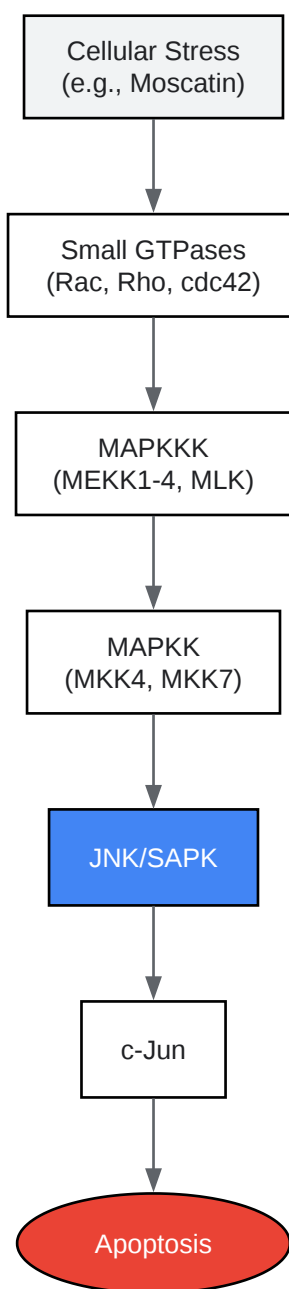 Cellular Stress
(e.g., Moscatin)
Small GTPases
(Rac, Rho, cdc42)
MAPKKK
(MEKK1-4, MLK)
MAPKK
(MKK4, MKK7)
JNK/SAPK
c-Jun
Apoptosis